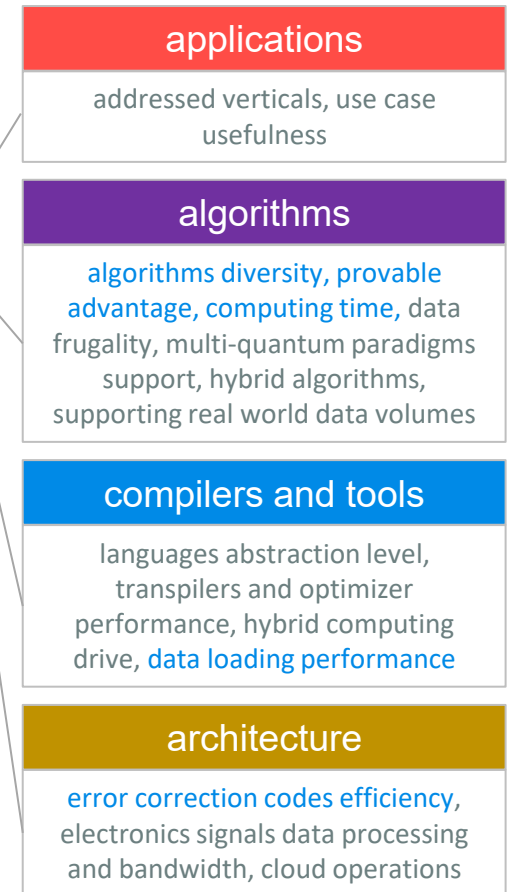 applications
addressed verticals, use case
usefulness
algorithms
algorithms diversity, provable
advantage, computing time, data
frugality, multi-quantum paradigms
support, hybrid algorithms,
supporting real world data volumes
compilers and tools
languages abstraction level,
transpilers and optimizer
performance, hybrid computing
drive, data loading performance
architecture
error correction codes efficiency,
electronics signals data processing
and bandwidth, cloud operations